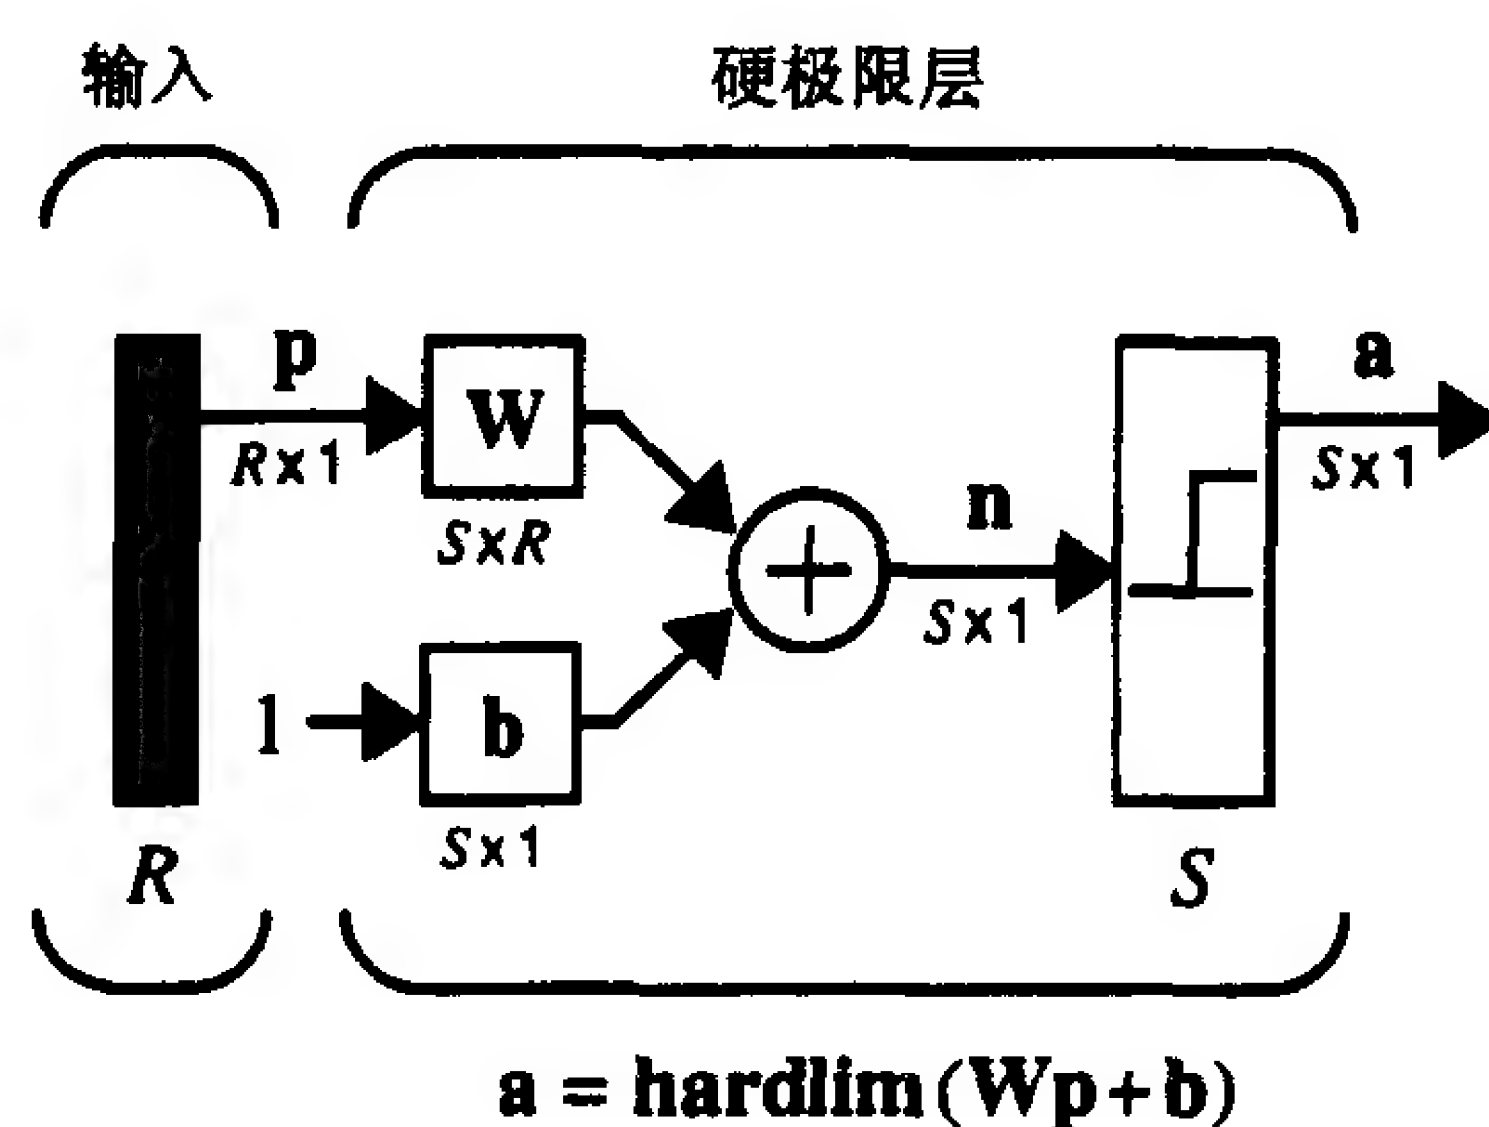 输入 硬极限层
p a
W
R×1 S×1
n
S×R
S×1
1 b
S×1
R S
a = hardlim(Wp+b)